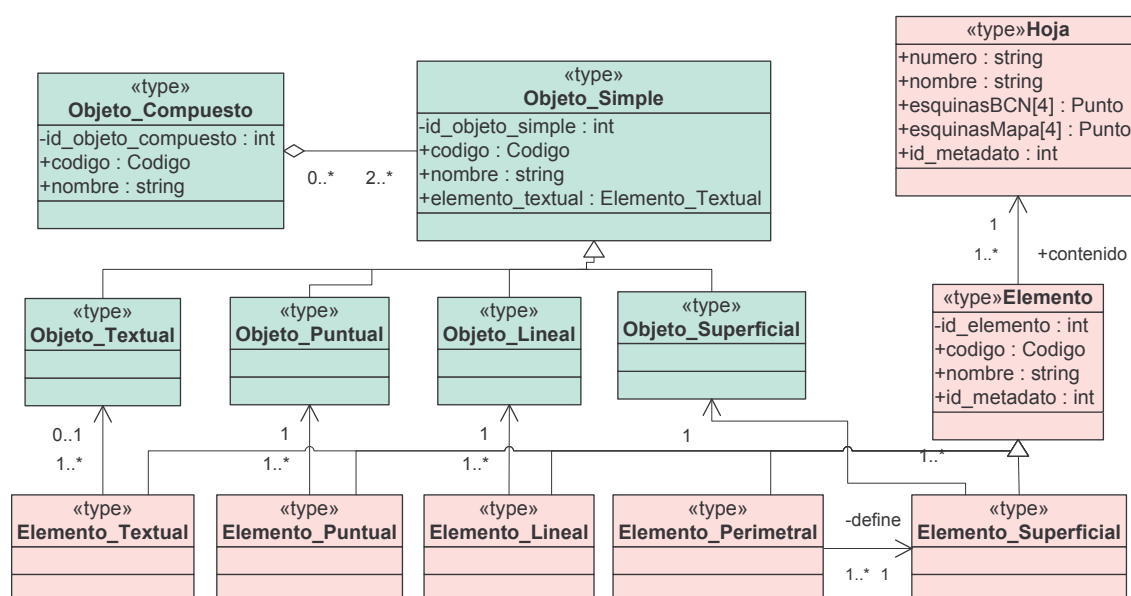 «type»Hoja
+numero : string
+nombre : string
+esquinasBCN[4] : Punto
+esquinasMapa[4] : Punto
+id_metadato : int
«type»
Objeto_Compuesto
-id_objeto_compuesto : int
+codigo : Codigo
+nombre : string
«type»
Objeto_Simple
-id_objeto_simple : int
+codigo : Codigo
+nombre : string
+elemento_textual : Elemento_Textual
0..* 2..*
1
1..* +contenido
«type»
Objeto_Textual
«type»
Objeto_Puntual
«type»
Objeto_Lineal
«type»
Objeto_Superficial
«type»Elemento
-id_elemento : int
+codigo : Codigo
+nombre : string
+id_metadato : int
0..1 1 1 1
1..* 1..* 1..* 1..*
«type»
Elemento_Textual
«type»
Elemento_Puntual
«type»
Elemento_Lineal
«type»
Elemento_Perimetral
-define
1..* 1
«type»
Elemento_Superficial